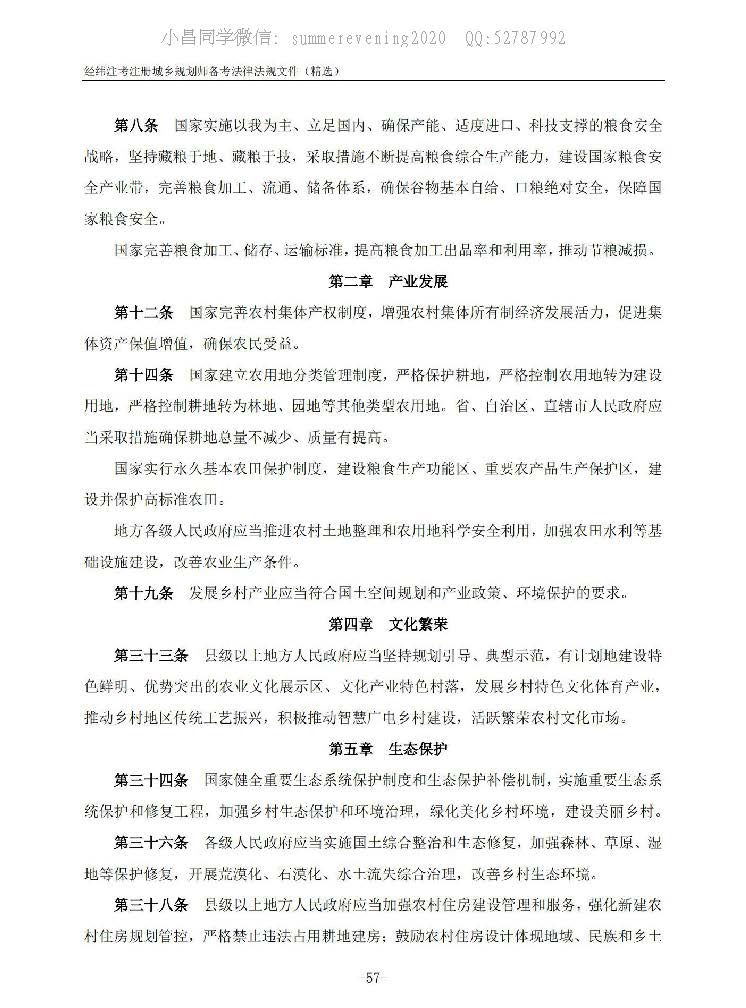 小昌同学微信: summerevening2020 QQ:52787992
经纬注考注册城乡规划师备考法律法规文件（精选）
第八条 国家实施以我为主、立足国内、确保产能、适度进口、科技支撑的粮食安全
战略，坚持藏粮于地、藏粮于技，采取措施不断提高粮食综合生产能力，建设国家粮食安
全产业带，完善粮食加工、流通、储备体系，确保谷物基本自给、口粮绝对安全，保障国
家粮食安全。
国家完善粮食加工、储存、运输标准，提高粮食加工出品率和利用率，推动节粮减损。
第二章 产业发展
第十二条 国家完善农村集体产权制度，增强农村集体所有制经济发展活力，促进集
体资产保值增值，确保农民受益。
第十四条 国家建立农用地分类管理制度，严格保护耕地，严格控制农用地转为建设
用地，严格控制耕地转为林地、园地等其他类型农用地。省、自治区、直辖市人民政府应
当采取措施确保耕地总量不减少、质量有提高。
国家实行永久基本农田保护制度，建设粮食生产功能区、重要农产品生产保护区，建
设并保护高标准农田。
地方各级人民政府应当推进农村土地整理和农用地科学安全利用，加强农田水利等基
础设施建设，改善农业生产条件。
第十九条 发展乡村产业应当符合国土空间规划和产业政策、环境保护的要求。
第四章 文化繁荣
第三十三条 县级以上地方人民政府应当坚持规划引导、典型示范，有计划地建设特
色鲜明、优势突出的农业文化展示区、文化产业特色村落，发展乡村特色文化体育产业，
推动乡村地区传统工艺振兴，积极推动智慧广电乡村建设，活跃繁荣农村文化市场。
第五章 生态保护
第三十四条 国家健全重要生态系统保护制度和生态保护补偿机制，实施重要生态系
统保护和修复工程，加强乡村生态保护和环境治理，绿化美化乡村环境，建设美丽乡村。
第三十六条 各级人民政府应当实施国土综合整治和生态修复，加强森林、草原、湿
地等保护修复，开展荒漠化、石漠化、水土流失综合治理，改善乡村生态环境。
第三十八条 县级以上地方人民政府应当加强农村住房建设管理和服务，强化新建农
村住房规划管控，严格禁止违法占用耕地建房；鼓励农村住房设计体现地域、民族和乡土
-57-